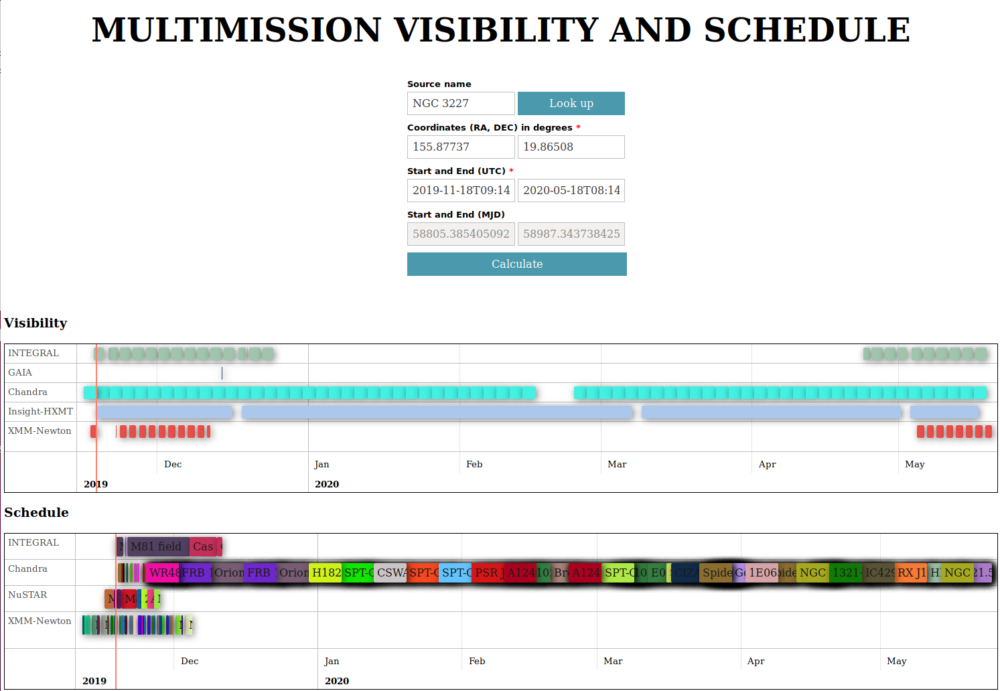 MULTIMISSION VISIBILITY AND SCHEDULE
Source name
NGC 3227 Look up
Coordinates (RA, DEC) in degrees *
155.87737 19.86508
Start and End (UTC) *
2019-11-18T09:14 2020-05-18T08:14
Start and End (MJD)
58805.385405092 58987.343738425
Calculate
Visibility
INTEGRAL
GAIA
Chandra
Insight-HXMT
XMM-Newton
Dec Jan Feb Mar Apr May
2019 2020
Schedule
INTEGRAL M81 field Cas
Chandra WR48 FRB 1 Orion FRB Orion H182 SPT-C CSWA SPT-C SPT-C PSR J A124 10 Br A124 SPT-C 10 E0 CIZA Spide Go 1E06 pide NGC 1321- IC429 RX J1 H NGC 21.5
NuSTAR M M 2A
XMM-Newton
Dec Jan Feb Mar Apr May
2019 2020